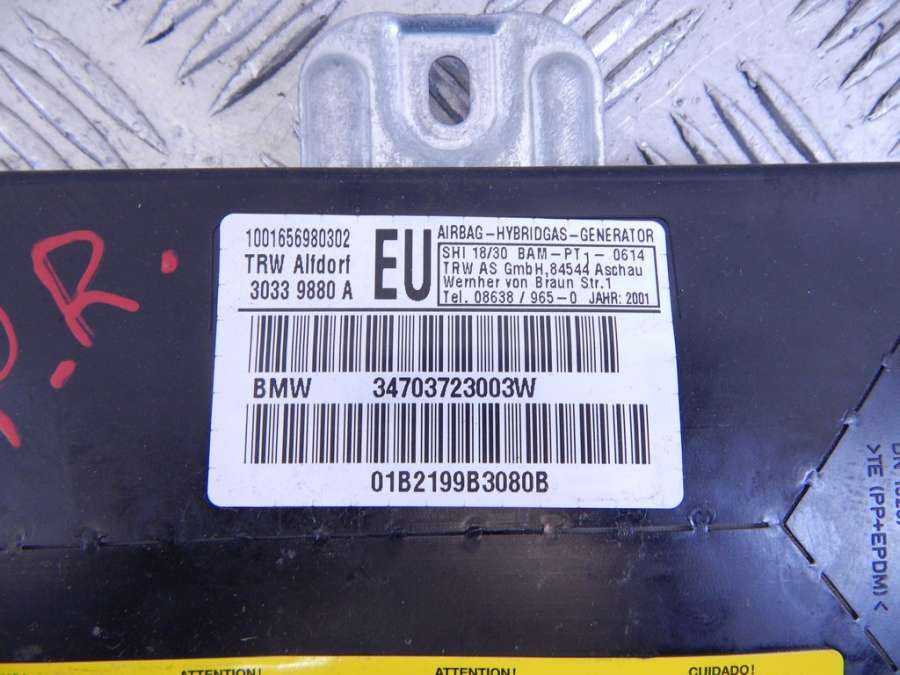 1001656980302
TRW Alfdorf
3033 9880 A
EU
AIRBAG-HYBRIDGAS-GENERATOR
SHI 18/30 BAM-PT1- 0614
TRW AS GmbH,84544 Aschau
Wernher von Braun Str.1
Tel. 08638 / 965-0 JAHR: 2001
BMW 34703723003W
01B2199B3080B
>TE (PP+EPDM)<
ATTENTION!
ATTENTION!
CUIDADO!